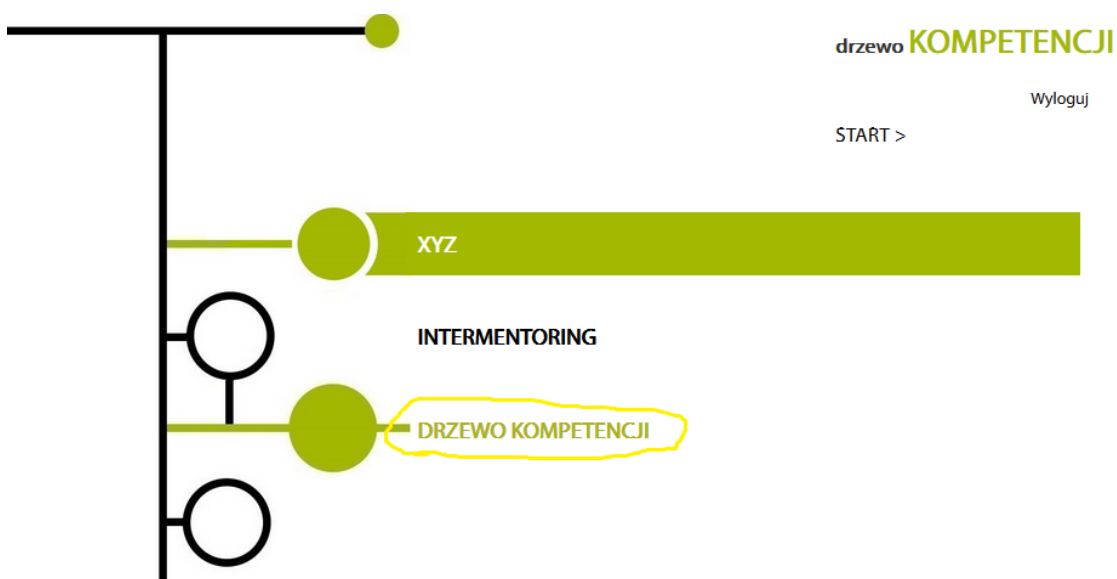 drzewo KOMPETENCJI
Wyloguj
START >
XYZ
INTERMENTORING
DRZEWO KOMPETENCJI